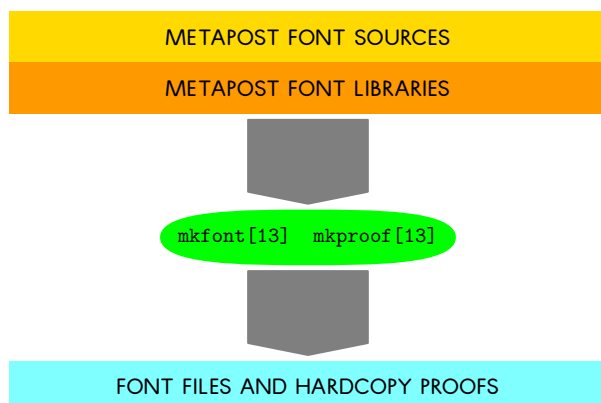 METAPOST FONT SOURCES
METAPOST FONT LIBRARIES
mkfont[13] mkproof[13]
FONT FILES AND HARDCOPY PROOFS